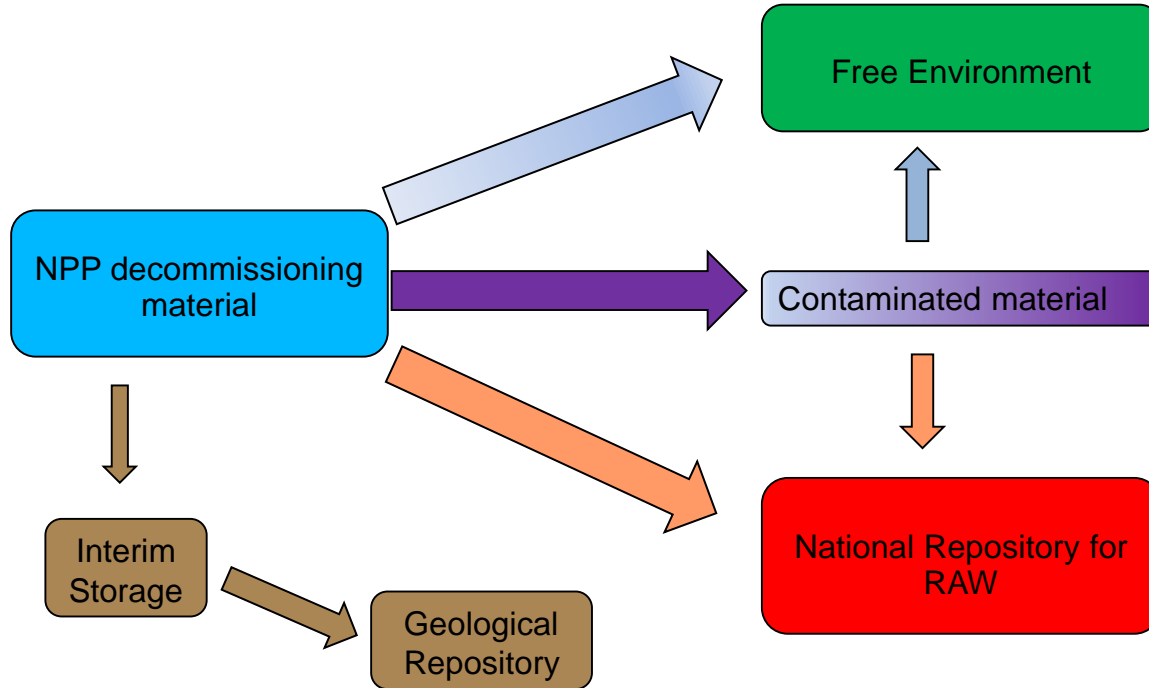 Free Environment
NPP decommissioning
material
Contaminated material
Interim
Storage
National Repository for
RAW
Geological
Repository